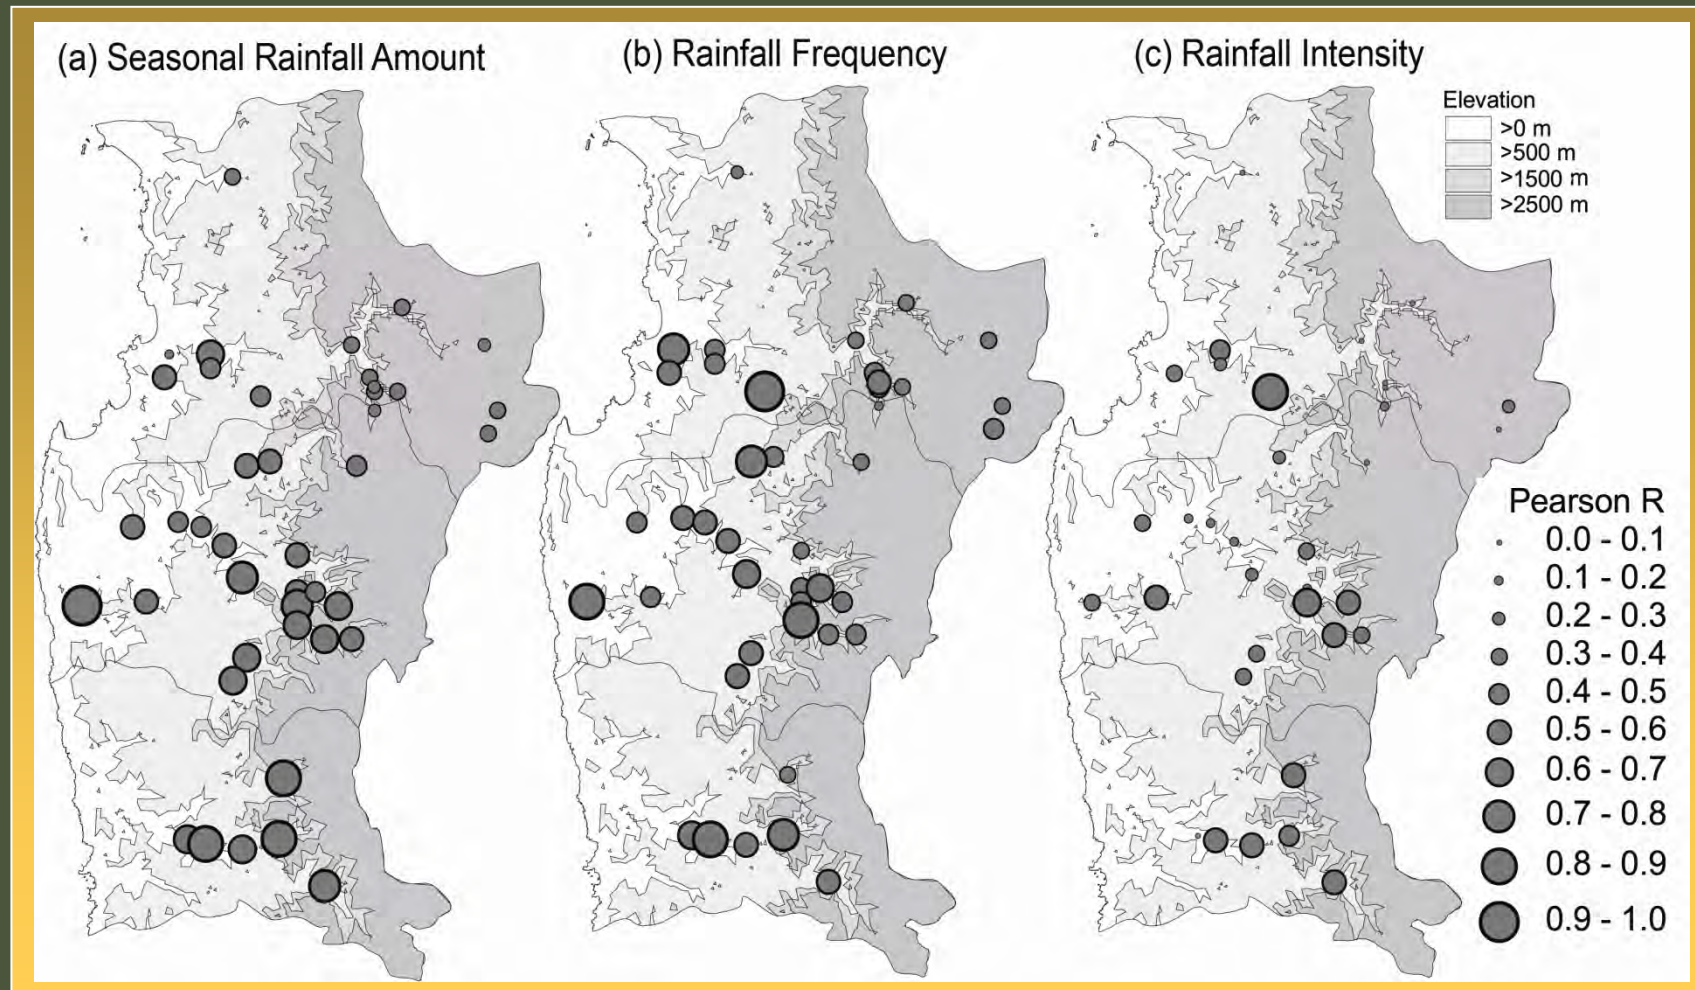 (a) Seasonal Rainfall Amount
(b) Rainfall Frequency
(c) Rainfall Intensity
Elevation
>0 m
>500 m
>1500 m
>2500 m
Pearson R
0.0 - 0.1
0.1 - 0.2
0.2 - 0.3
0.3 - 0.4
0.4 - 0.5
0.5 - 0.6
0.6 - 0.7
0.7 - 0.8
0.8 - 0.9
0.9 - 1.0